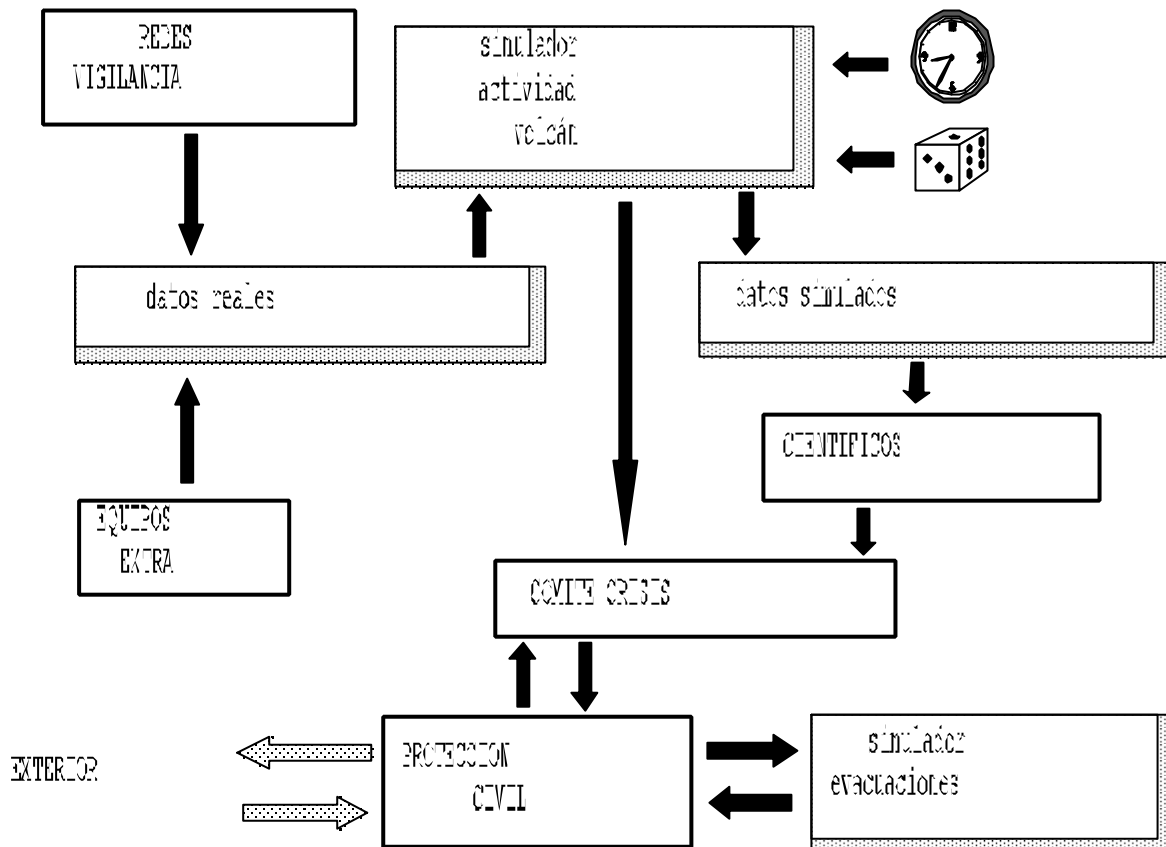 REDES
VIGILANCIA
simulador
actividad
volcán
datos reales
datos simulados
CIENTIFICOS
EQUIPOS
EXTRA
COMITE CRISIS
PROTECCION
CIVIL
EXTERIOR
simulador
evacuaciones